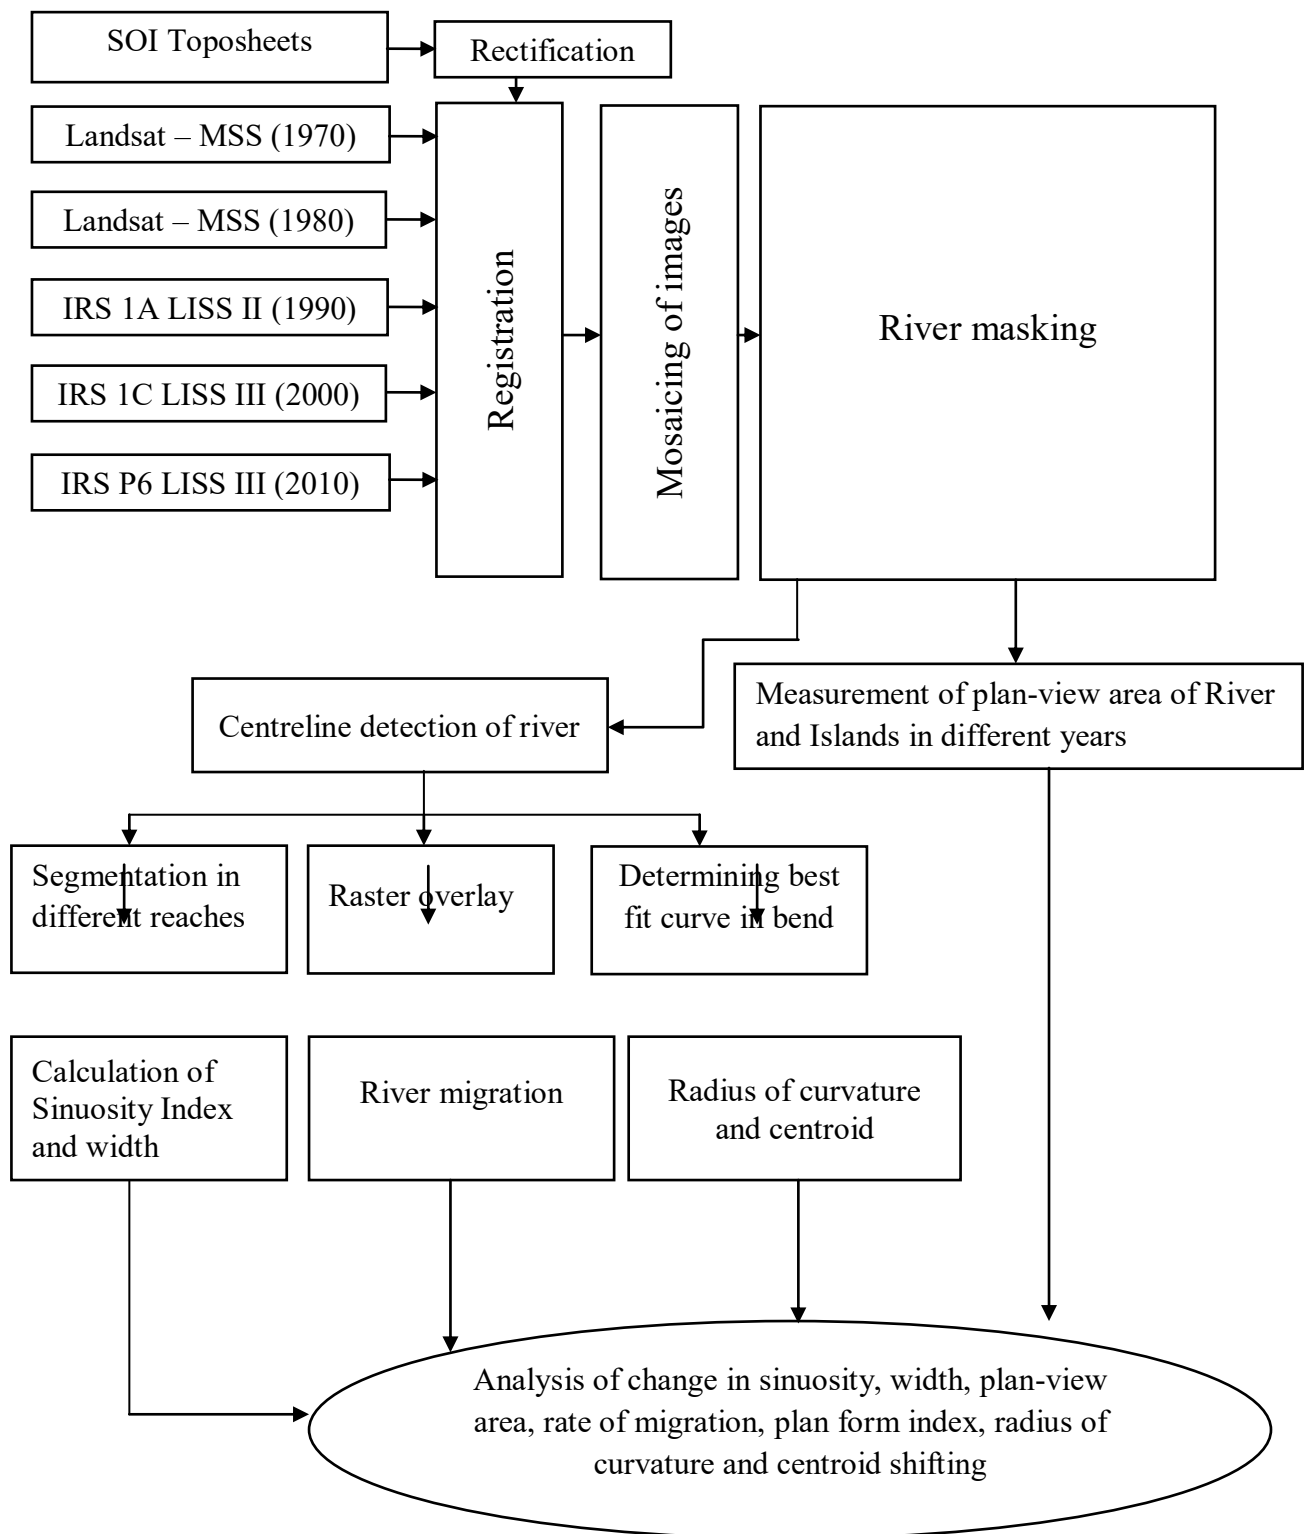 SOI Toposheets
Rectification
Landsat – MSS (1970)
Landsat – MSS (1980)
IRS 1A LISS II (1990)
IRS 1C LISS III (2000)
IRS P6 LISS III (2010)
Registration
Mosaicing of images
River masking
Centreline detection of river
Measurement of plan-view area of River
and Islands in different years
Segmentation in
different reaches
Raster overlay
Determining best
fit curve in bend
Calculation of
Sinuosity Index
and width
River migration
Radius of curvature
and centroid
Analysis of change in sinuosity, width, plan-view
area, rate of migration, plan form index, radius of
curvature and centroid shifting